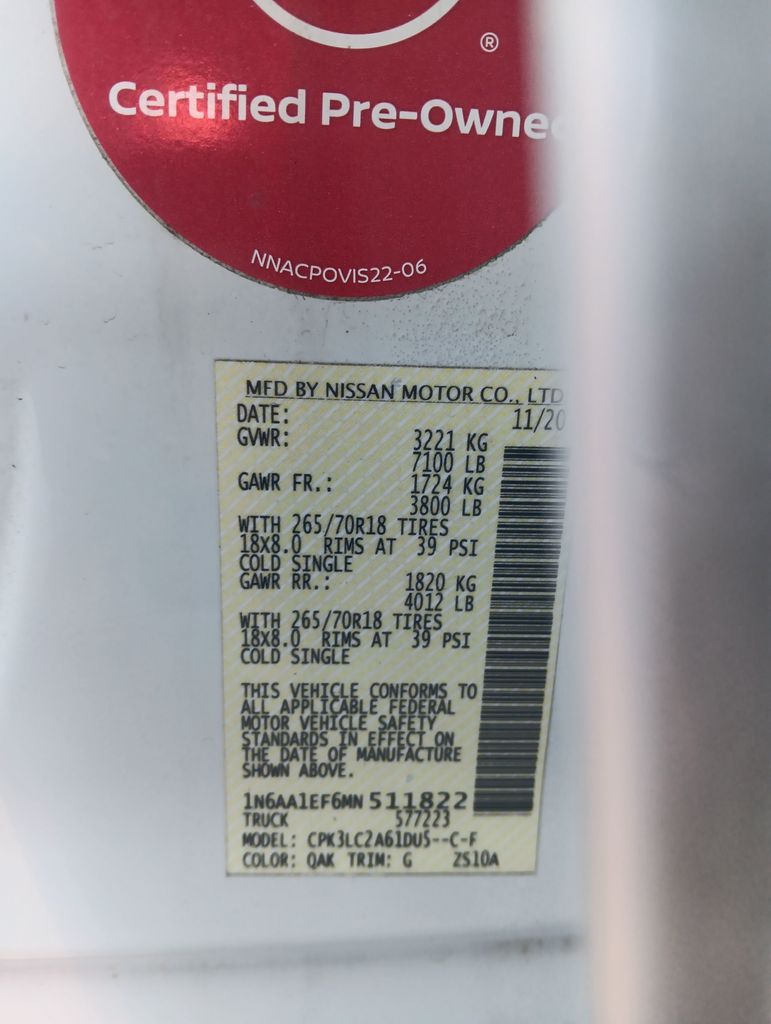 ®
Certified Pre-Owned
NNACPOVIS22-06
MFD BY NISSAN MOTOR CO., LTD
DATE: 11/20
GVWR: 3221 KG
7100 LB
GAWR FR.: 1724 KG
3800 LB
WITH 265/70R18 TIRES
18X8.0 RIMS AT 39 PSI
COLD SINGLE
GAWR RR.: 1820 KG
4012 LB
WITH 265/70R18 TIRES
18X8.0 RIMS AT 39 PSI
COLD SINGLE
THIS VEHICLE CONFORMS TO
ALL APPLICABLE FEDERAL
MOTOR VEHICLE SAFETY
STANDARDS IN EFFECT ON
THE DATE OF MANUFACTURE
SHOWN ABOVE.
1N6AA1EF6MN511822
TRUCK 577223
MODEL: CPK3LC2A61DUS--C-F
COLOR: QAK TRIM: G ZS10A